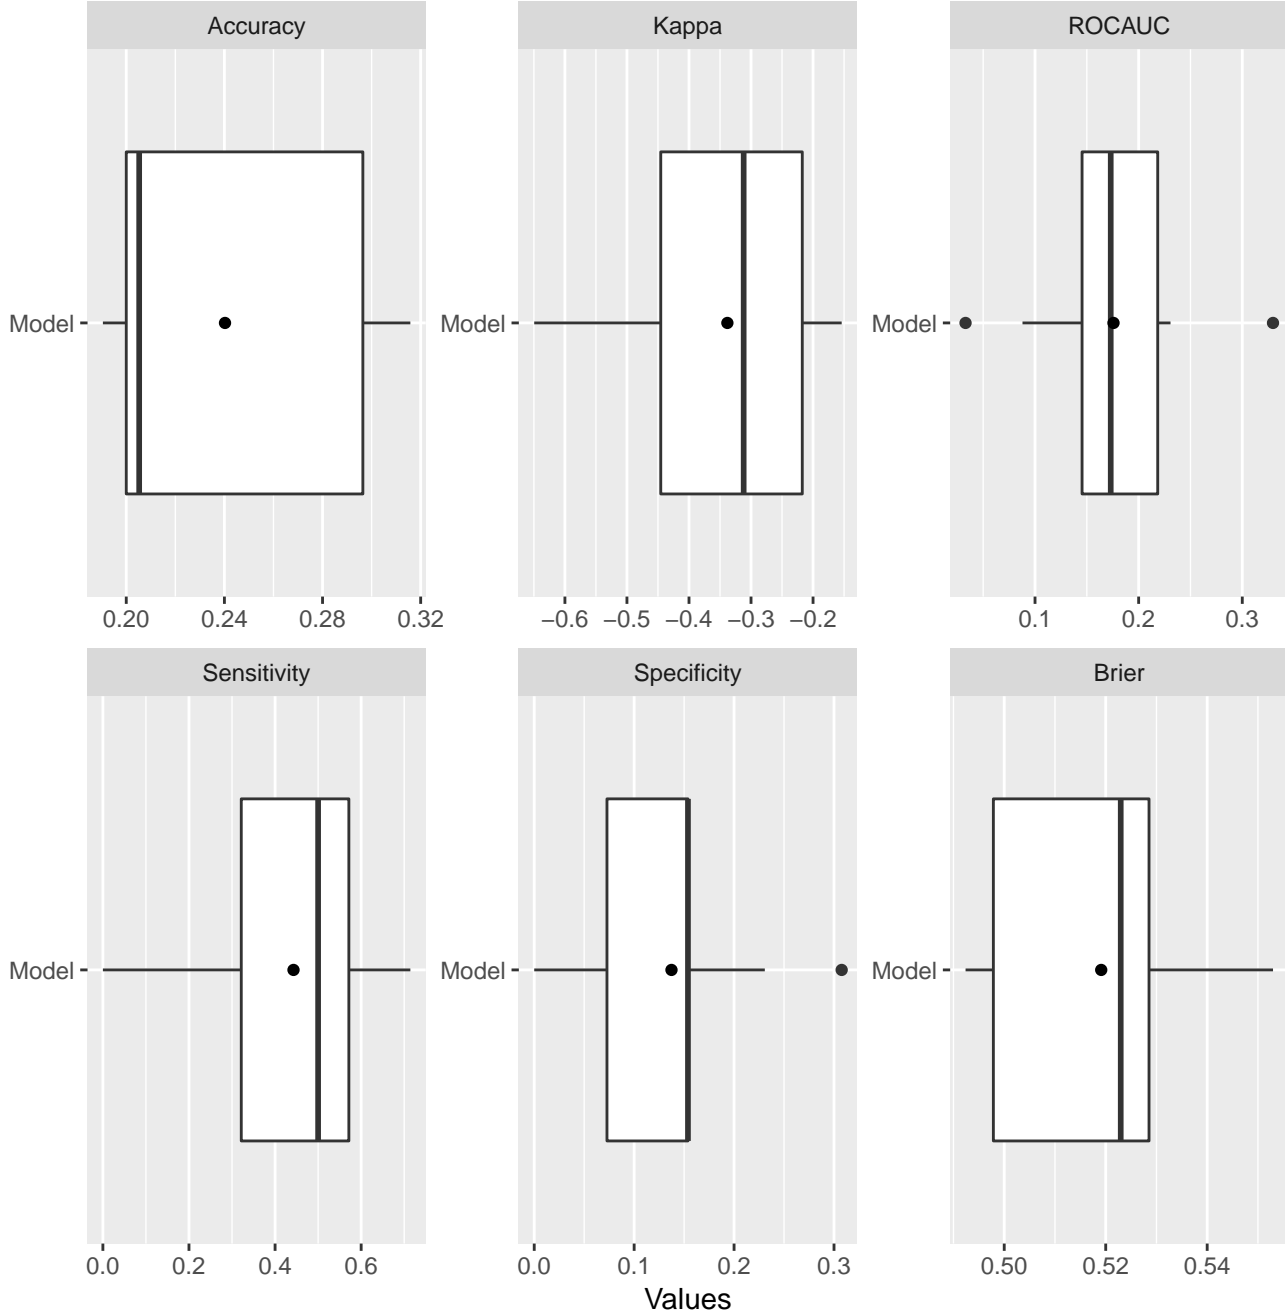 Accuracy Kappa ROCAUC
Model Model Model
0.20 0.24 0.28 0.32 −0.6 −0.5 −0.4 −0.3 −0.2 0.1 0.2 0.3
Sensitivity Specificity Brier
Model Model Model
0.0 0.2 0.4 0.6 0.0 0.1 0.2 0.3 0.50 0.52 0.54
Values